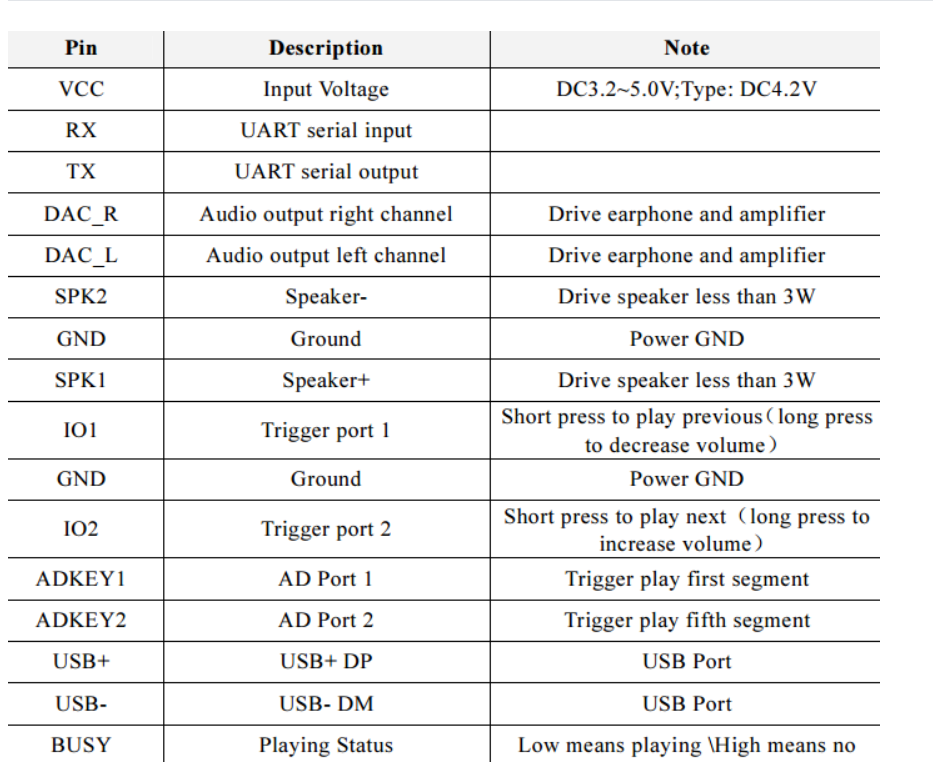 Pin Description Note
VCC Input Voltage DC3.2~5.0V;Type: DC4.2V
RX UART serial input
TX UART serial output
DAC_R Audio output right channel Drive earphone and amplifier
DAC_L Audio output left channel Drive earphone and amplifier
SPK2 Speaker- Drive speaker less than 3W
GND Ground Power GND
SPK1 Speaker+ Drive speaker less than 3W
IO1 Trigger port 1 Short press to play previous（long press
to decrease volume）
GND Ground Power GND
IO2 Trigger port 2 Short press to play next（long press to
increase volume）
ADKEY1 AD Port 1 Trigger play first segment
ADKEY2 AD Port 2 Trigger play fifth segment
USB+ USB+ DP USB Port
USB- USB- DM USB Port
BUSY Playing Status Low means playing \High means no